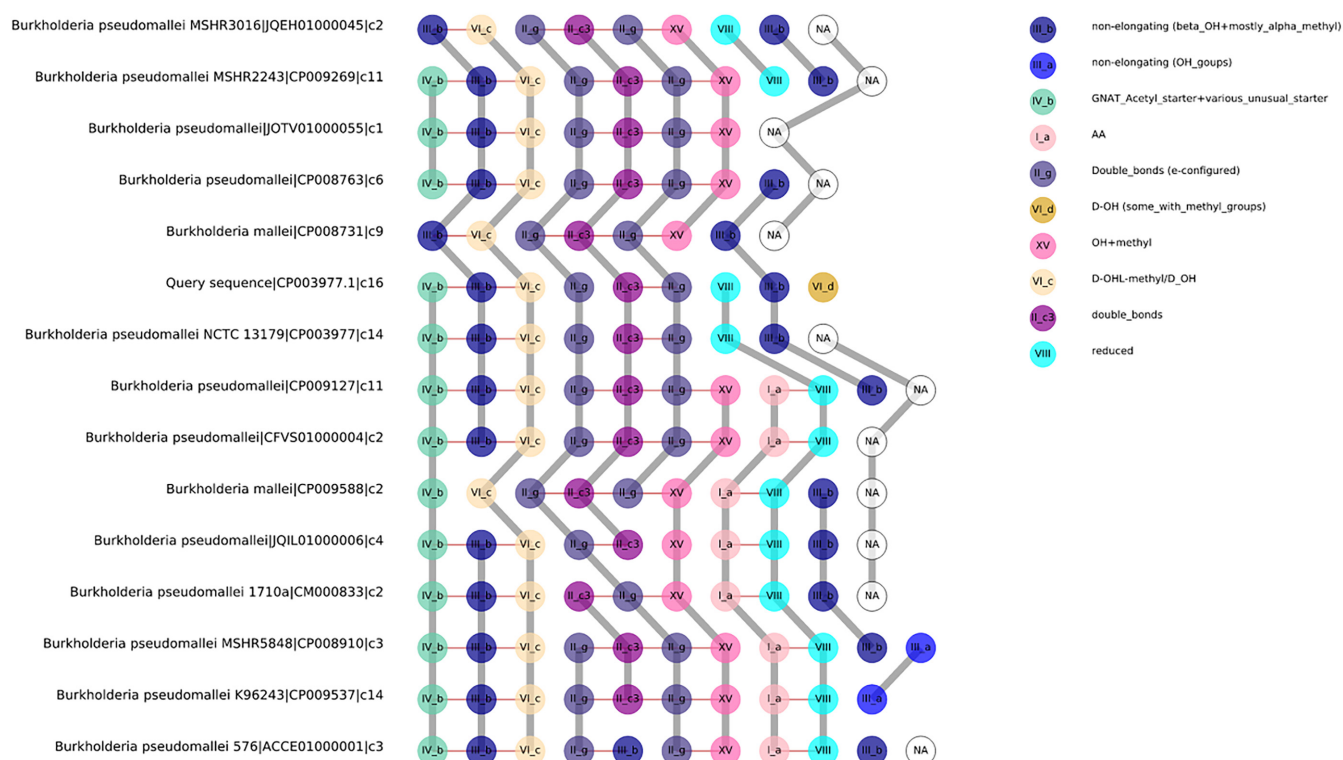 Burkholderia pseudomallei MSHR3016|JQEH01000045|c2 III_b VI_c II_g II_c3 II_g XV VIII III_b NA
Burkholderia pseudomallei MSHR2243|CP009269|c11 IV_b III_b VI_c II_g II_c3 II_g XV VIII III_b NA
Burkholderia pseudomallei|JOTV01000055|c1 IV_b III_b VI_c II_g II_c3 II_g XV NA
Burkholderia pseudomallei|CP008763|c6 IV_b III_b VI_c II_g II_c3 II_g XV III_b NA
Burkholderia mallei|CP008731|c9 III_b VI_c II_g II_c3 II_g XV III_b NA
Query sequence|CP003977.1|c16 IV_b III_b VI_c II_g II_c3 II_g VIII III_b VI_d
Burkholderia pseudomallei NCTC 13179|CP003977|c14 IV_b III_b VI_c II_g II_c3 II_g VIII III_b NA
Burkholderia pseudomallei|CP009127|c11 IV_b III_b VI_c II_g II_c3 II_g XV I_a VIII III_b NA
Burkholderia pseudomallei|CFVS01000004|c2 IV_b III_b VI_c II_g II_c3 II_g XV I_a VIII NA
Burkholderia mallei|CP009588|c2 IV_b VI_c II_g II_c3 II_g XV I_a VIII III_b NA
Burkholderia pseudomallei|JQIL01000006|c4 IV_b III_b VI_c II_g II_c3 XV I_a VIII III_b NA
Burkholderia pseudomallei 1710a|CM000833|c2 IV_b III_b VI_c II_c3 II_g XV I_a VIII III_b NA
Burkholderia pseudomallei MSHR5848|CP008910|c3 IV_b III_b VI_c II_g II_c3 II_g XV I_a VIII III_b III_a
Burkholderia pseudomallei K96243|CP009537|c14 IV_b III_b VI_c II_g II_c3 II_g XV I_a VIII III_a
Burkholderia pseudomallei 576|ACCE01000001|c3 IV_b III_b VI_c II_g III_b II_g XV I_a VIII III_b NA
III_b non-elongating (beta_OH+mostly_alpha_methyl)
III_a non-elongating (OH_goups)
IV_b GNAT_Acetyl_starter+various_unusual_starter
I_a AA
II_g Double_bonds (e-configured)
VI_d D-OH (some_with_methyl_groups)
XV OH+methyl
VI_c D-OHL-methyl/D_OH
II_c3 double_bonds
VIII reduced